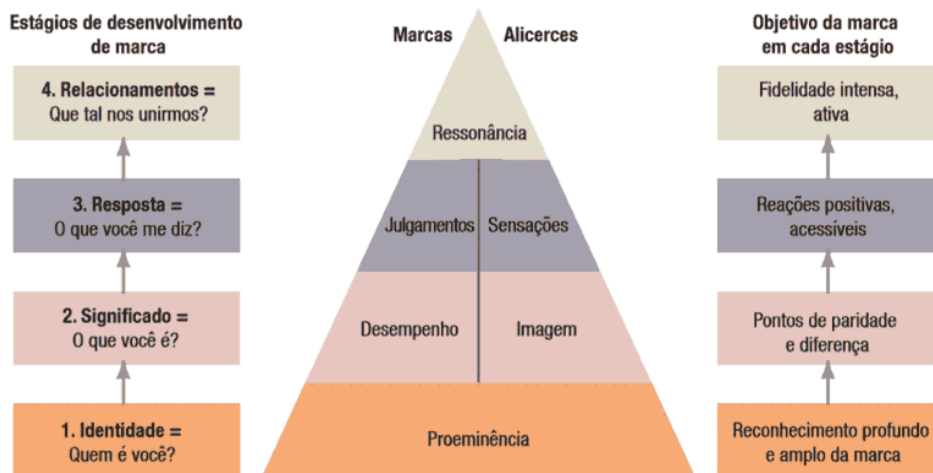 Estágios de desenvolvimento
de marca
Marcas
Alicerces
Objetivo da marca
em cada estágio
4. Relacionamentos =
Que tal nos unirmos?
Ressonância
Fidelidade intensa,
ativa
3. Resposta =
O que você me diz?
Julgamentos
Sensações
Reações positivas,
acessíveis
2. Significado =
O que você é?
Desempenho
Imagem
Pontos de paridade
e diferença
1. Identidade =
Quem é você?
Proeminência
Reconhecimento profundo
e amplo da marca